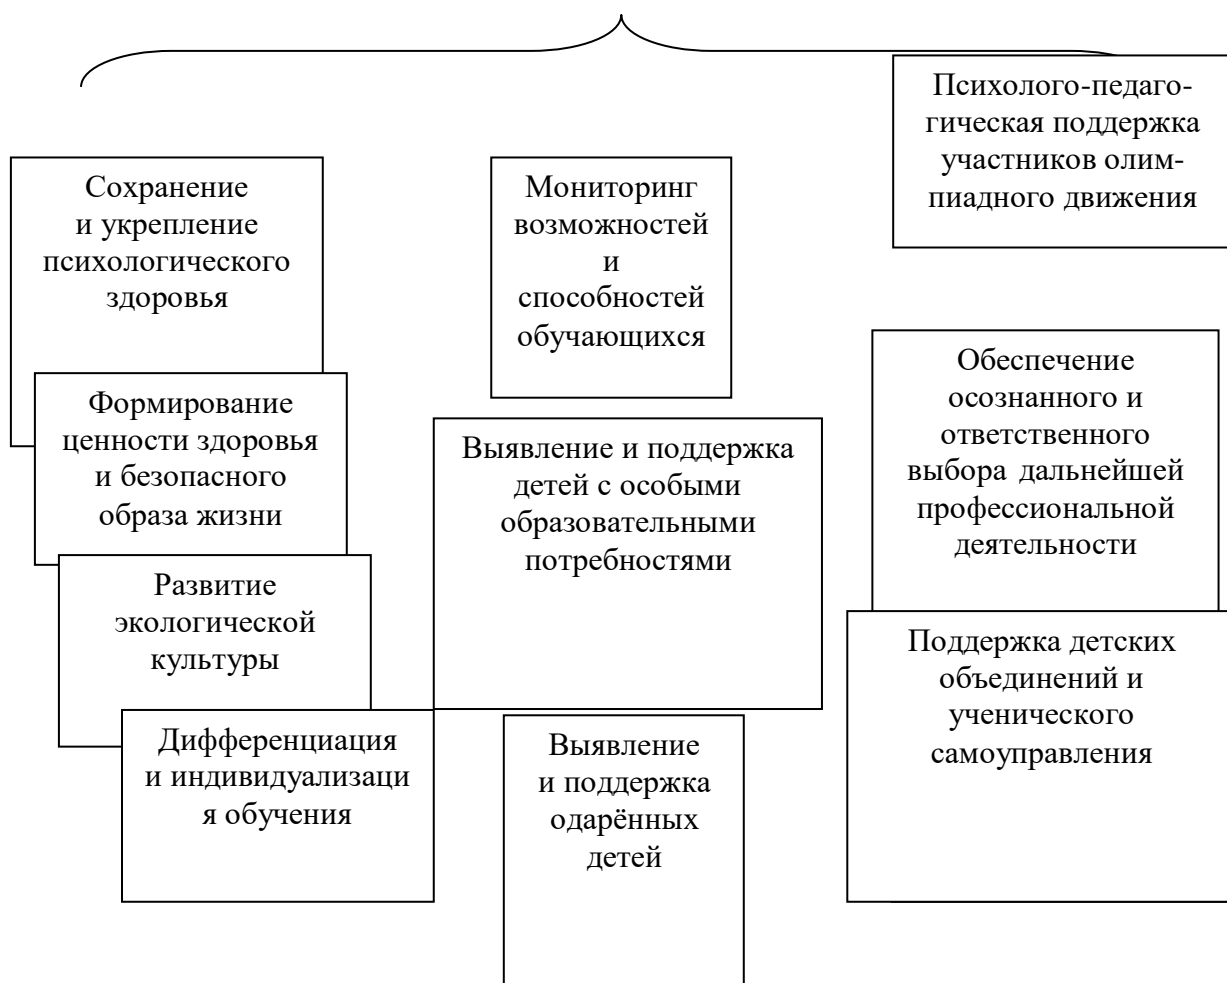 Психолого-педаго-
гическая поддержка
участников олим-
пиадного движения
Сохранение
и укрепление
психологического
здоровья
Мониторинг
возможностей
и
способностей
обучающихся
Обеспечение
осознанного и
ответственного
выбора дальнейшей
профессиональной
деятельности
Формирование
ценности здоровья
и безопасного
образа жизни
Выявление и поддержка
детей с особыми
образовательными
потребностями
Развитие
экологической
культуры
Поддержка детских
объединений и
ученического
самоуправления
Дифференциация
и индивидуализаци
я обучения
Выявление
и поддержка
одарённых
детей